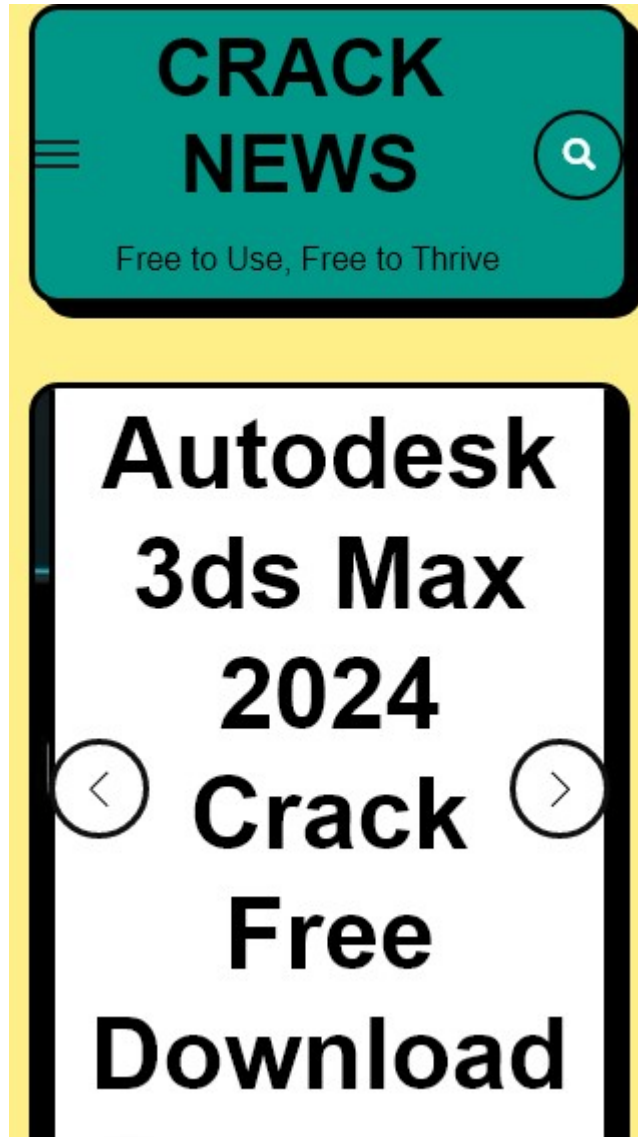 CRACK
NEWS
Free to Use, Free to Thrive
Autodesk
3ds Max
2024
Crack
Free
Download